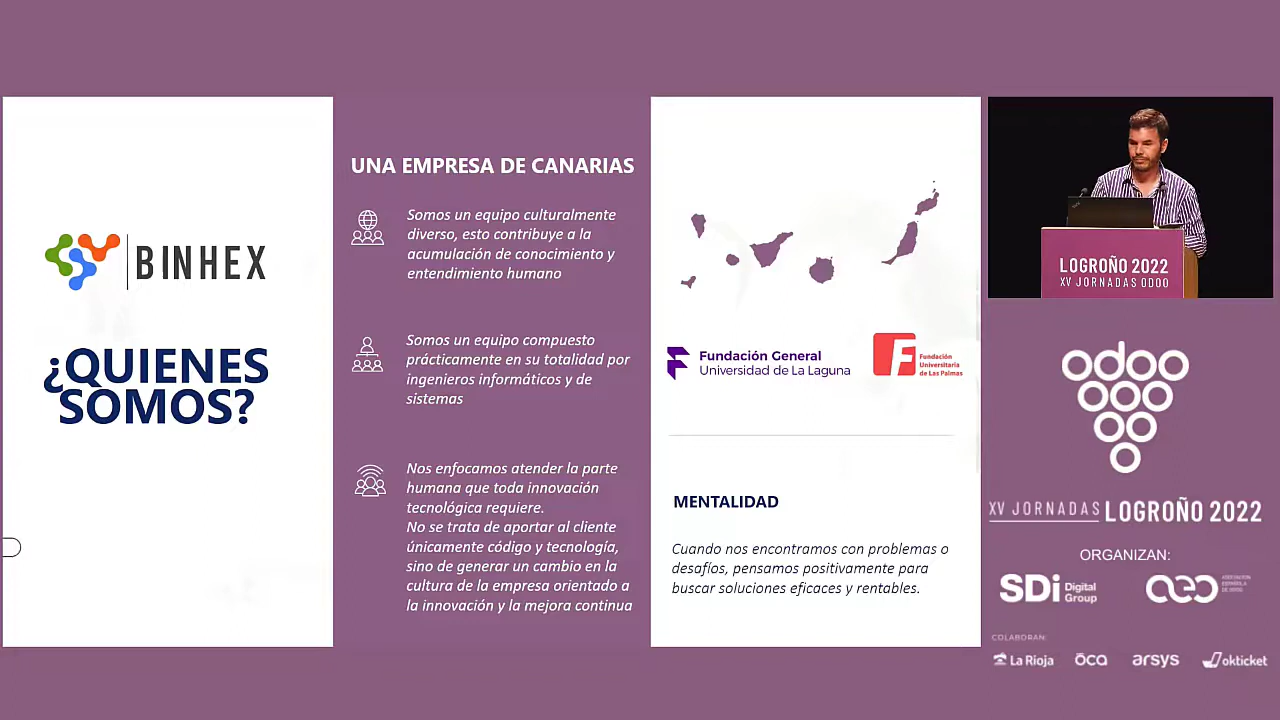 BINHEX
¿QUIENES
SOMOS?
UNA EMPRESA DE CANARIAS
Somos un equipo culturalmente
diverso, esto contribuye a la
acumulación de conocimiento y
entendimiento humano
Somos un equipo compuesto
prácticamente en su totalidad por
ingenieros informáticos y de
sistemas
Nos enfocamos atender la parte
humana que toda innovación
tecnológica requiere.
No se trata de aportar al cliente
únicamente código y tecnología,
sino de generar un cambio en la
cultura de la empresa orientado a
la innovación y la mejora continua
Fundación General
Universidad de La Laguna
F
Fundación
Universitaria
de Las Palmas
MENTALIDAD
Cuando nos encontramos con problemas o
desafíos, pensamos positivamente para
buscar soluciones eficaces y rentables.
LOGROÑO 2022
XV JORNADAS ODOO
odoo
XV JORNADAS LOGROÑO 2022
ORGANIZAN:
SDi Digital
Group
aeo ASOCIACIÓN
ESPAÑOLA
DE ODOO
COLABORAN:
La Rioja
ōca
arsys
okticket